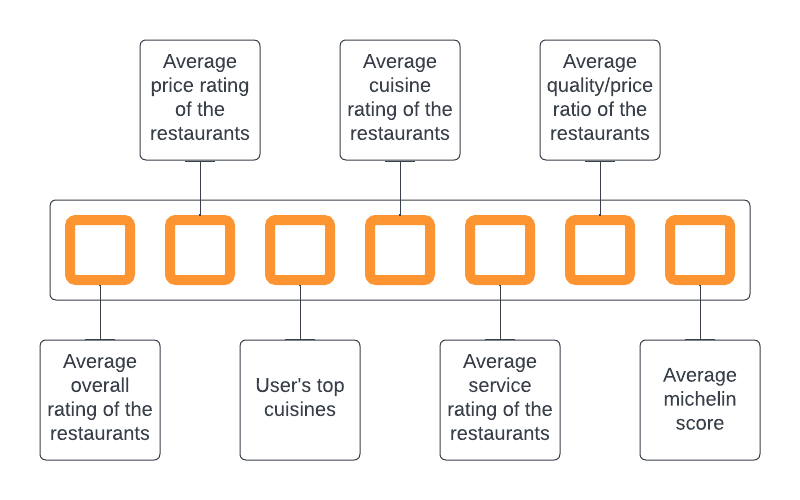 Average
price rating
of the
restaurants
Average
cuisine
rating of the
restaurants
Average
quality/price
ratio of the
restaurants
Average
overall
rating of the
restaurants
User's top
cuisines
Average
service
rating of the
restaurants
Average
michelin
score